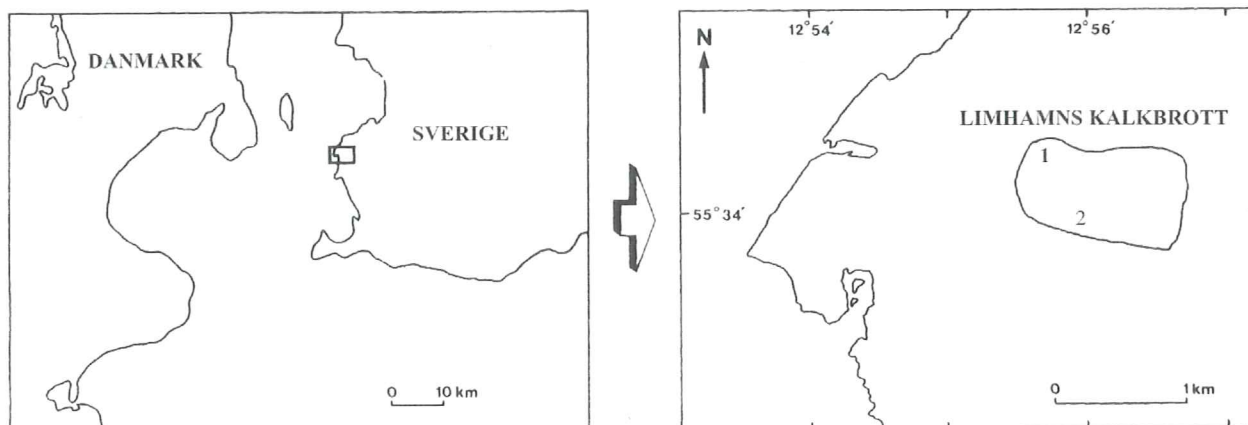 DANMARK
SVERIGE
0 10 km
12°54′ 12°56′
N
LIMHAMNS KALKBROTT
1
55°34′
2
0 1 km